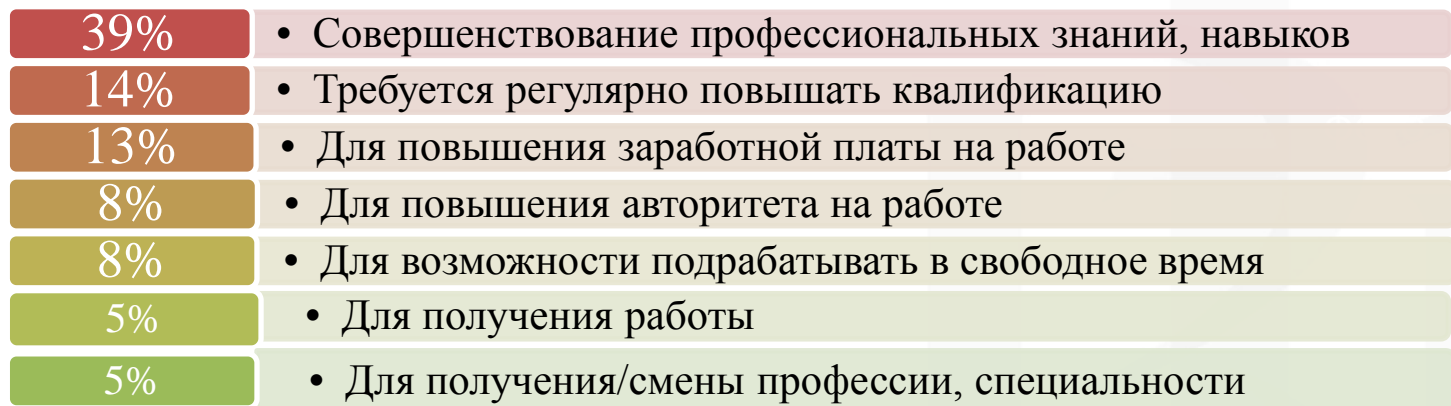 39% • Совершенствование профессиональных знаний, навыков
14% • Требуется регулярно повышать квалификацию
13% • Для повышения заработной платы на работе
8% • Для повышения авторитета на работе
8% • Для возможности подрабатывать в свободное время
5% • Для получения работы
5% • Для получения/смены профессии, специальности